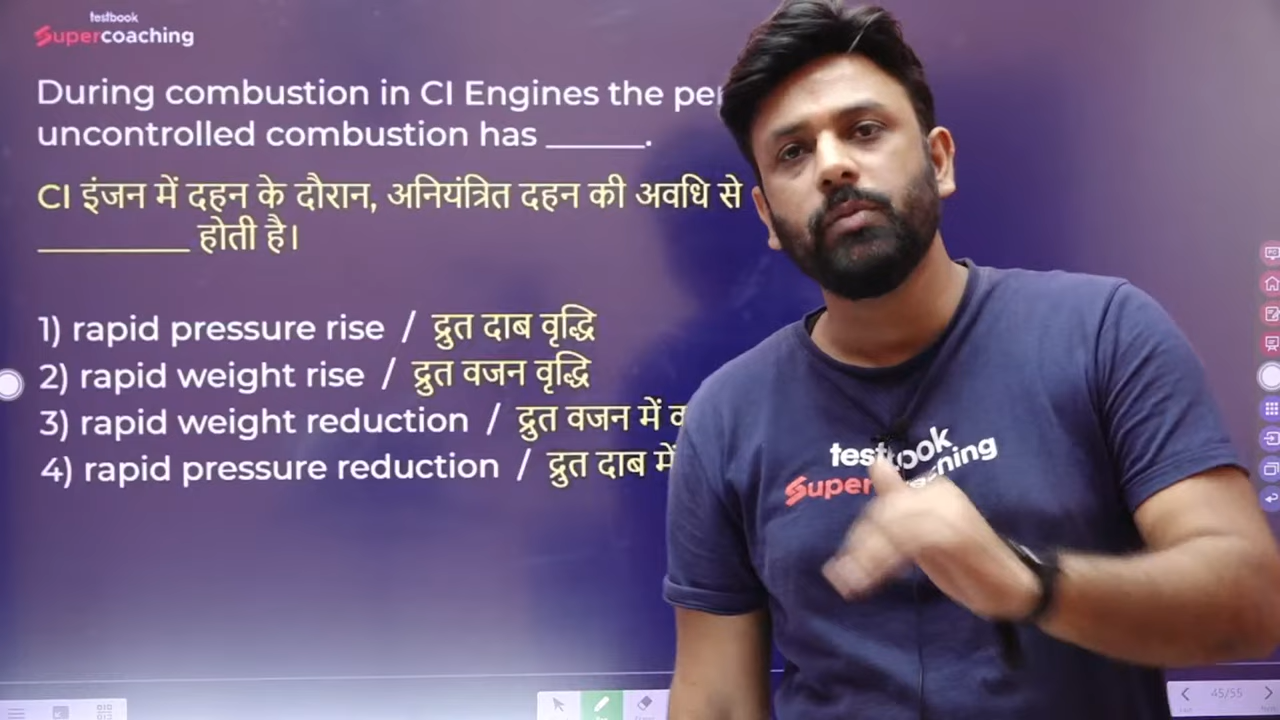 testbook
Supercoaching
During combustion in CI Engines the
uncontrolled combustion has ______.
CI इंजन में दहन के दौरान, अनियंत्रित दहन की अवधि से
_________ होती है।
1) rapid pressure rise / द्रुत दाब वृद्धि
2) rapid weight rise / द्रुत वजन वृद्धि
3) rapid weight reduction / द्रुत वजन में
4) rapid pressure reduction / द्रुत दाब में
testbook
Super
45/55